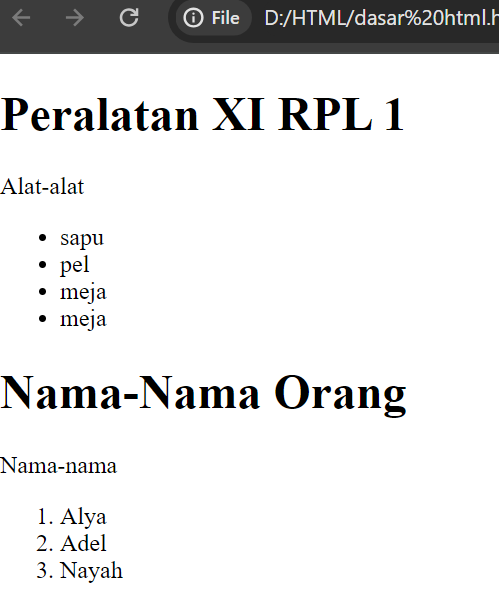 File D:/HTML/dasar%20html.h
Peralatan XI RPL 1
Alat-alat
• sapu
• pel
• meja
• meja
Nama-Nama Orang
Nama-nama
1. Alya
2. Adel
3. Nayah